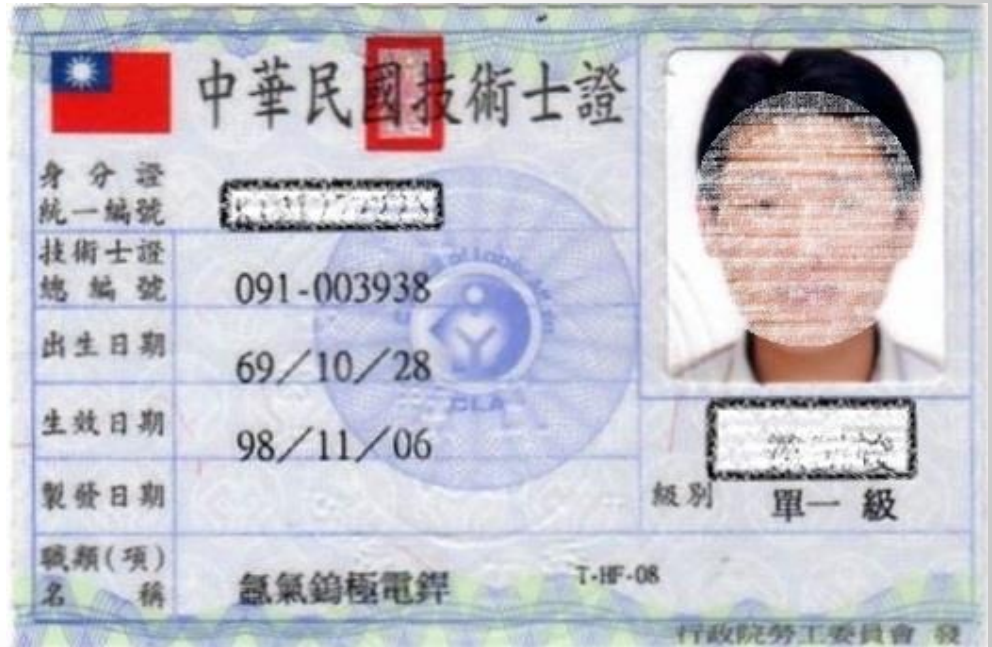 中華民國技術士證
身分證
統一編號
技術士證
總編號
091-003938
出生日期
69/10/28
生效日期
98/11/06
製發日期
級別
單一 級
職類(項)
名稱
氬氣鎢極電銲
T-HF-08
行政院勞工委員會 發